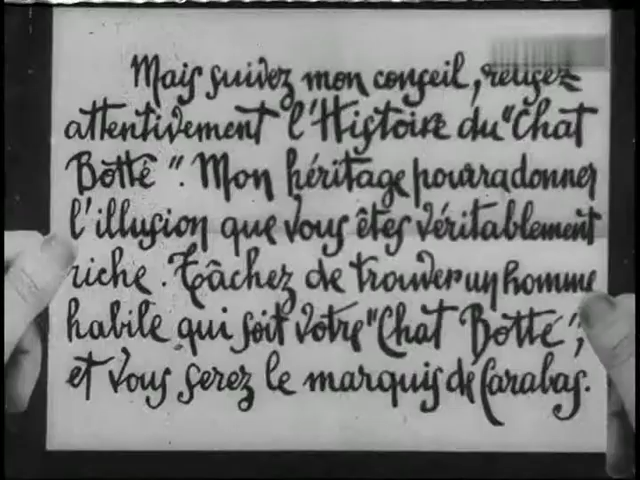 Mais suivez mon conseil, relisez
attentivement l'Histoire du "Chat
Botté". Mon héritage pourra donner
l'illusion que vous êtes véritablement
riche. Tâchez de trouver un homme
habile qui soit votre "Chat Botté",
et vous serez le marquis de Carabas.